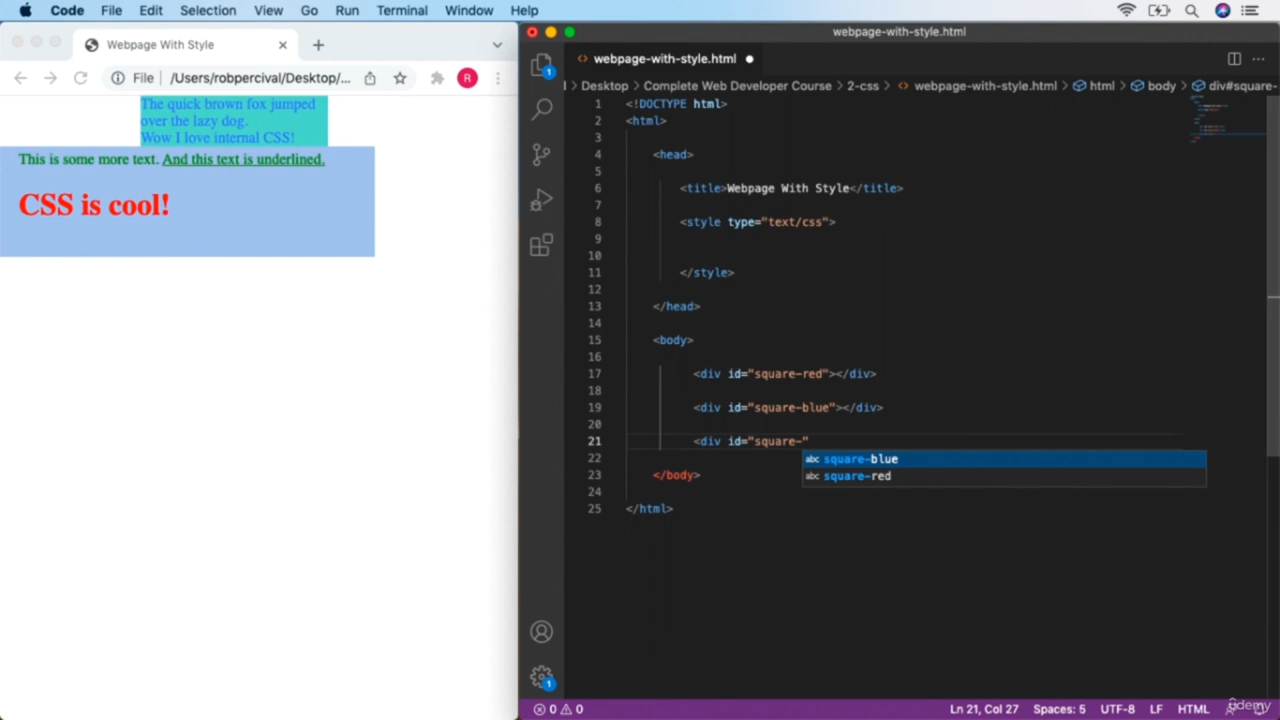 Code File Edit Selection View Go Run Terminal Window Help
Webpage With Style
File /Users/robpercival/Desktop/...
R
The quick brown fox jumped
over the lazy dog.
Wow I love internal CSS!
This is some more text. And this text is underlined.
CSS is cool!
webpage-with-style.html
webpage-with-style.html
Desktop > Complete Web Developer Course > 2-css > webpage-with-style.html > html > body > div#square-
1 <!DOCTYPE html>
2 <html>
3
4 <head>
5
6 <title>Webpage With Style</title>
7
8 <style type="text/css">
9
10
11 </style>
12
13 </head>
14
15 <body>
16
17 <div id="square-red"></div>
18
19 <div id="square-blue"></div>
20
21 <div id="square-"
22
abc square-blue
abc square-red
23 </body>
24
25 </html>
1
1
0 0 Ln 21, Col 27 Spaces: 5 UTF-8 LF HTML
udemy